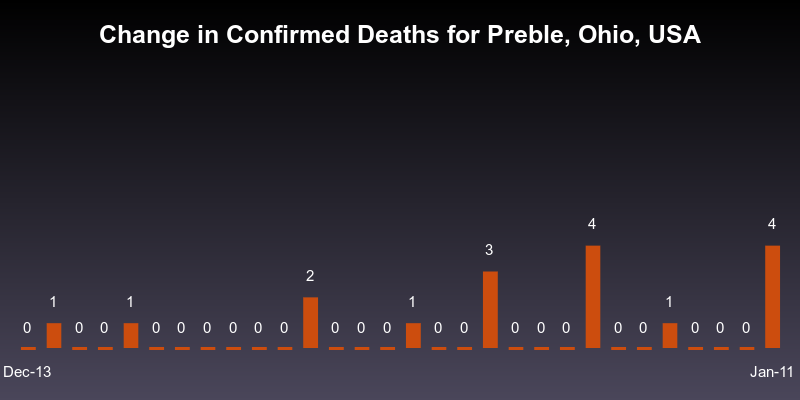 Change in Confirmed Deaths for Preble, Ohio, USA
0 1 0 0 1 0 0 0 0 0 0 2 0 0 0 1 0 0 3 0 0 0 4 0 0 1 0 0 0 4
Dec-13 Jan-11